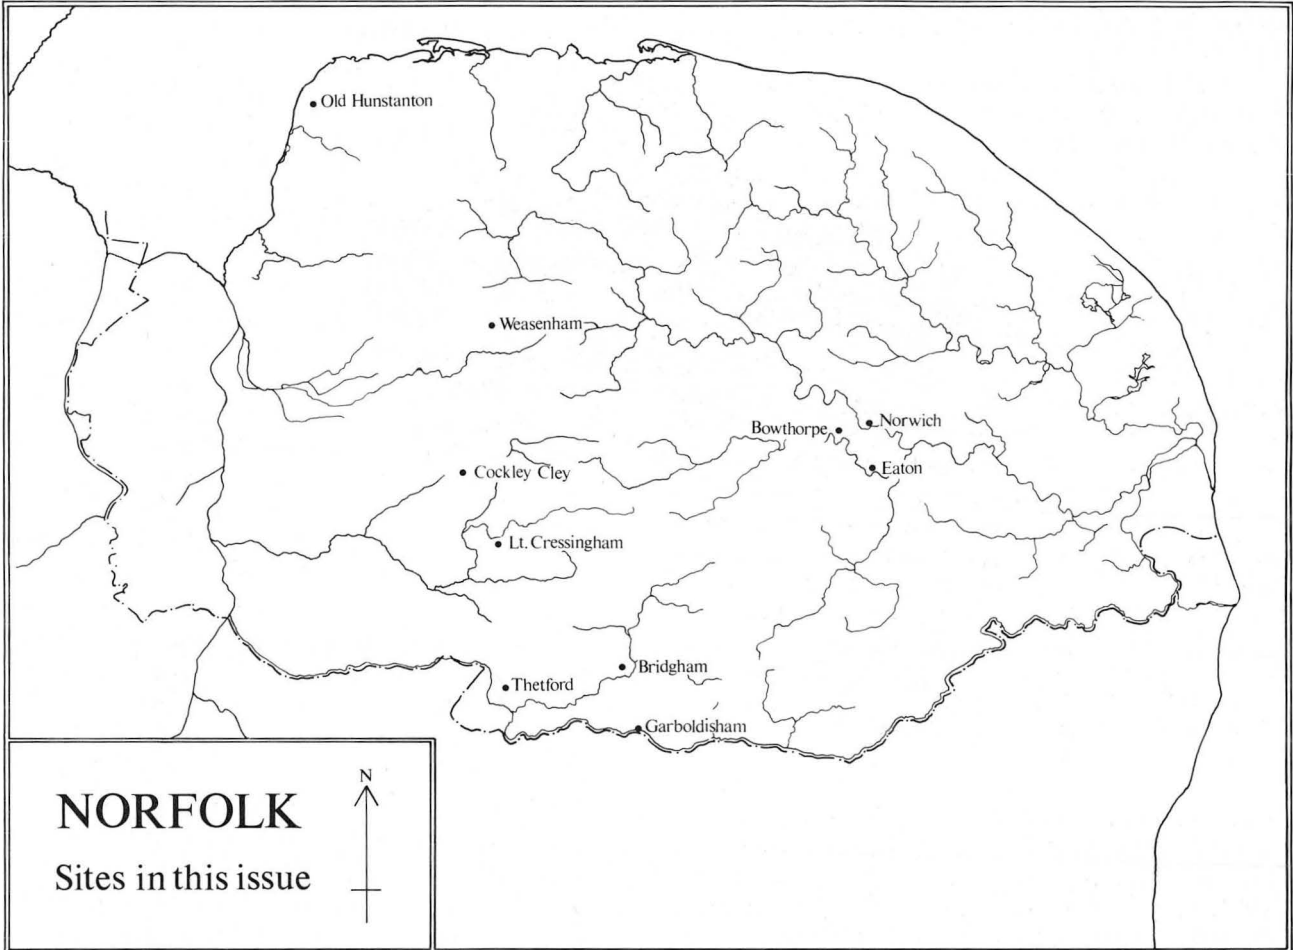 Old Hunstanton
Weasenham
Norwich
Bowthorpe
Eaton
Cockley Cley
Lt. Cressingham
Bridgham
Thetford
Garboldisham
N
NORFOLK
Sites in this issue